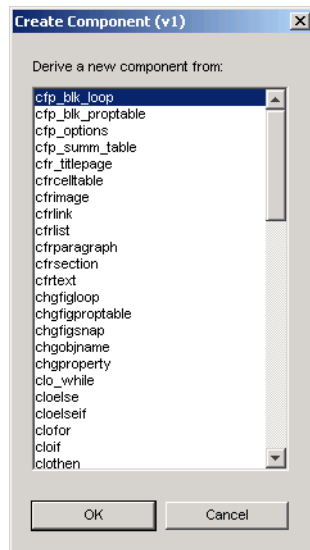 Create Component (v1)
Derive a new component from:
cfp_blk_loop
cfp_blk_proptable
cfp_options
cfp_summ_table
cfr_titlepage
cfrcelltable
cfrimage
cfrlink
cfrlist
cfrparagraph
cfrsection
cfrtext
chgfigloop
chgfigproptable
chgfigsnap
chgobjname
chgproperty
clo_while
cloelse
cloelseif
clofor
cloif
clothen
OK
Cancel